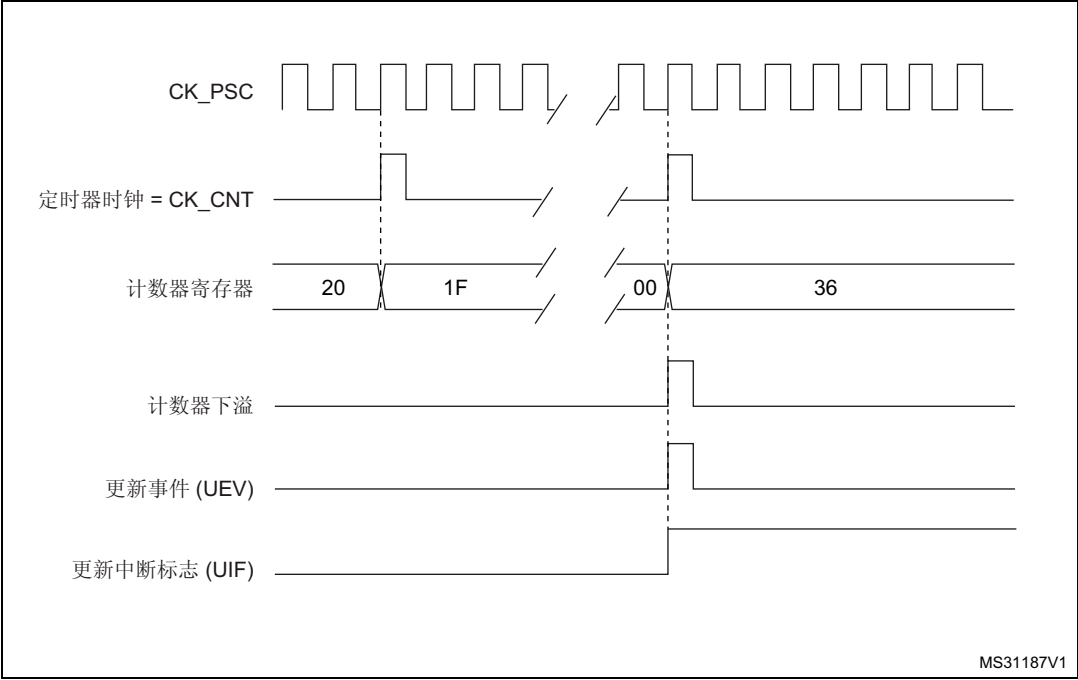 CK_PSC
定时器时钟 = CK_CNT
计数器寄存器 20 1F 00 36
计数器下溢
更新事件 (UEV)
更新中断标志 (UIF)
MS31187V1